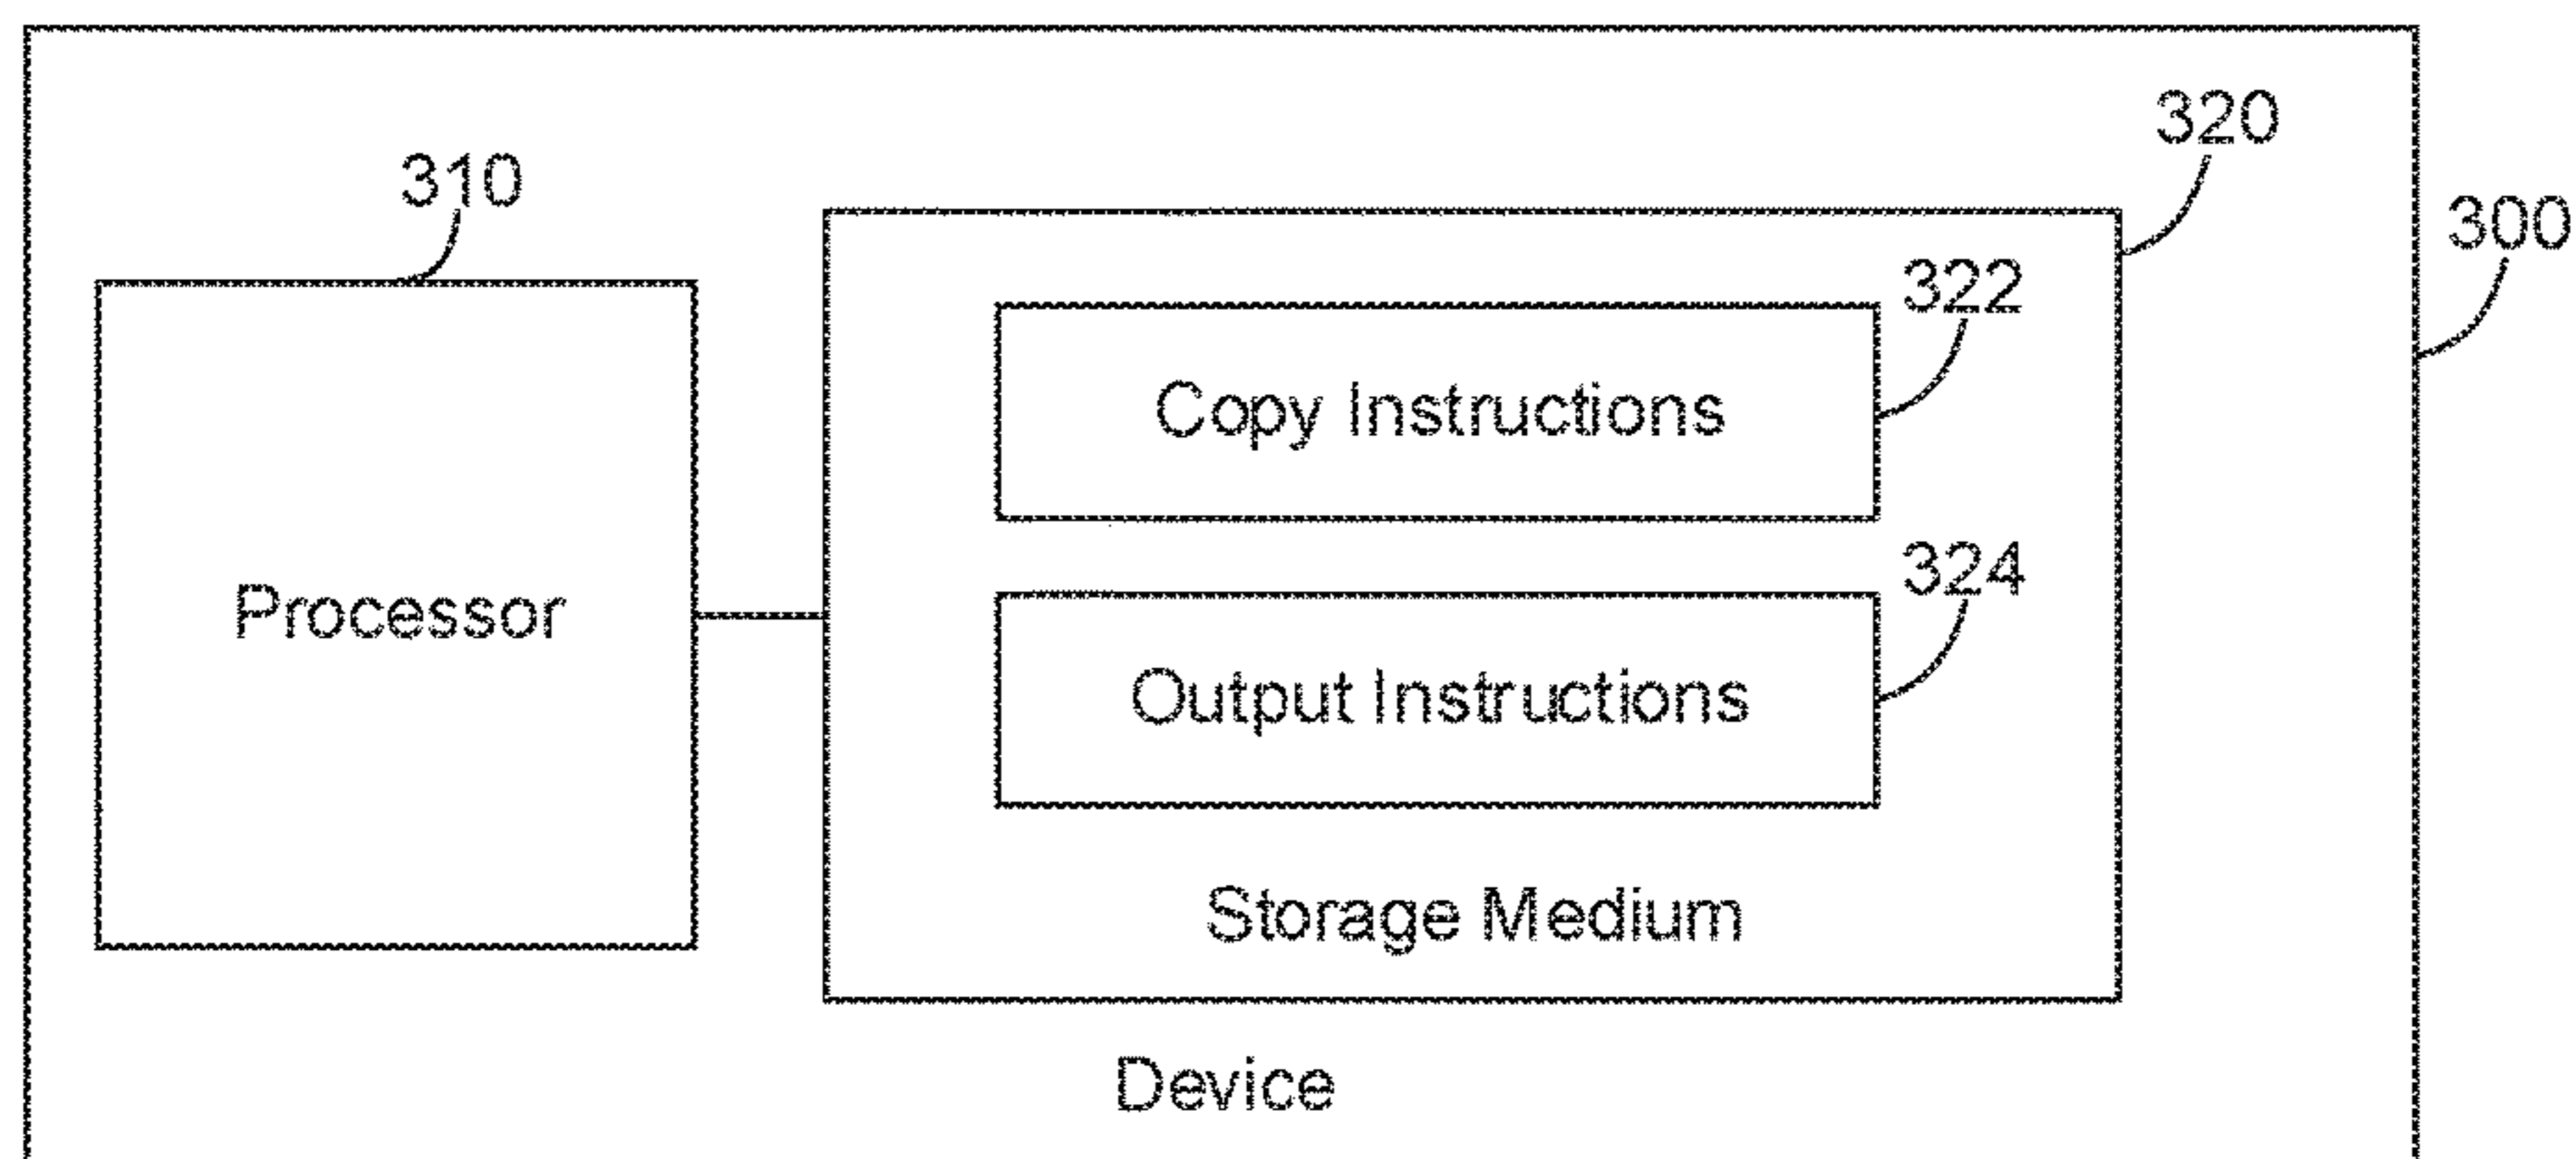 320
310
300
322
Copy Instructions
324
Processor
Output Instructions
Storage Medium
Device